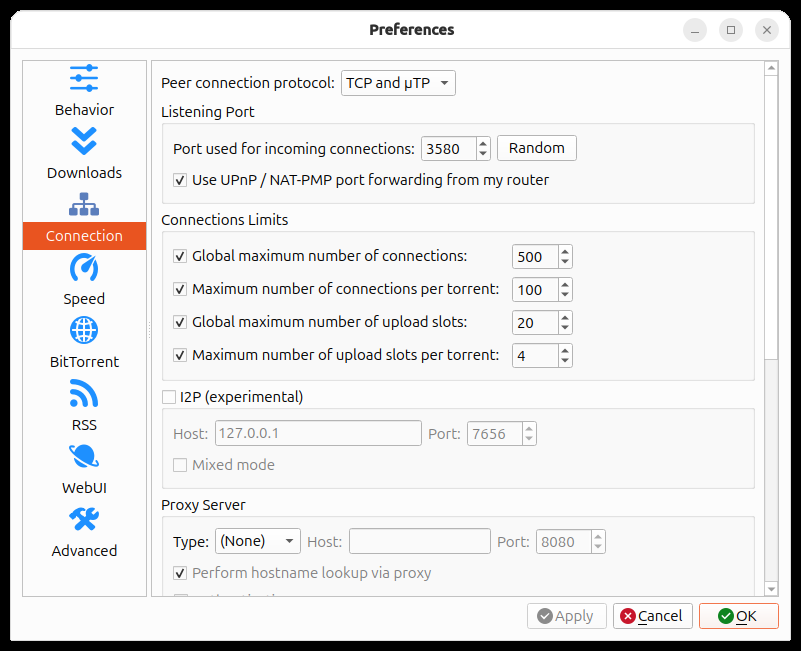 Preferences
Behavior
Downloads
Connection
Speed
BitTorrent
RSS
WebUI
Advanced
Peer connection protocol: TCP and μTP
Listening Port
Port used for incoming connections: 3580 Random
Use UPnP / NAT-PMP port forwarding from my router
Connections Limits
Global maximum number of connections: 500
Maximum number of connections per torrent: 100
Global maximum number of upload slots: 20
Maximum number of upload slots per torrent: 4
I2P (experimental)
Host: 127.0.0.1 Port: 7656
Mixed mode
Proxy Server
Type: (None) Host: Port: 8080
Perform hostname lookup via proxy
Apply Cancel OK